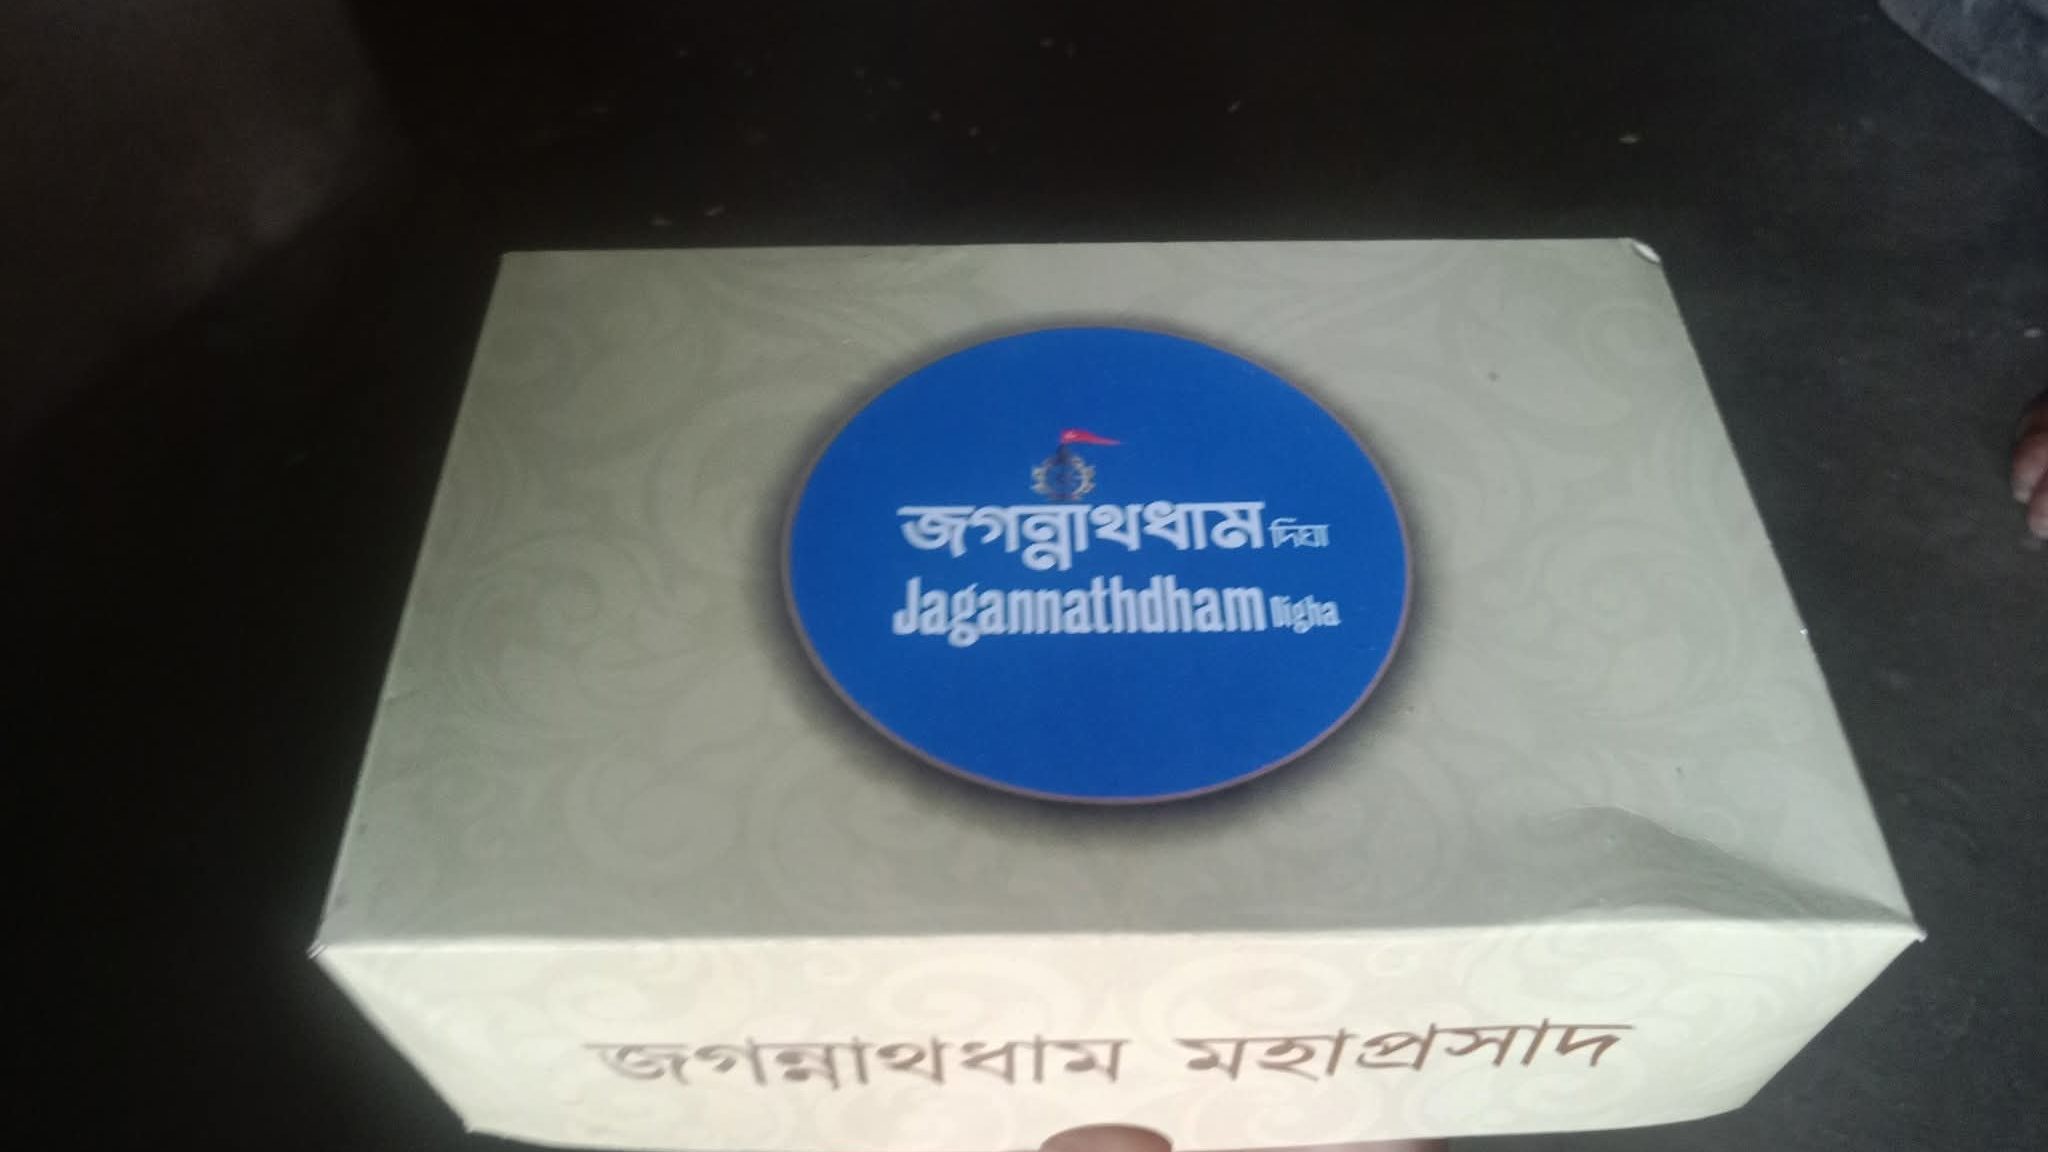 জগন্নাথধাম দিঘা
Jagannathdham Digha
জগন্নাথধাম মহাপ্রসাদ